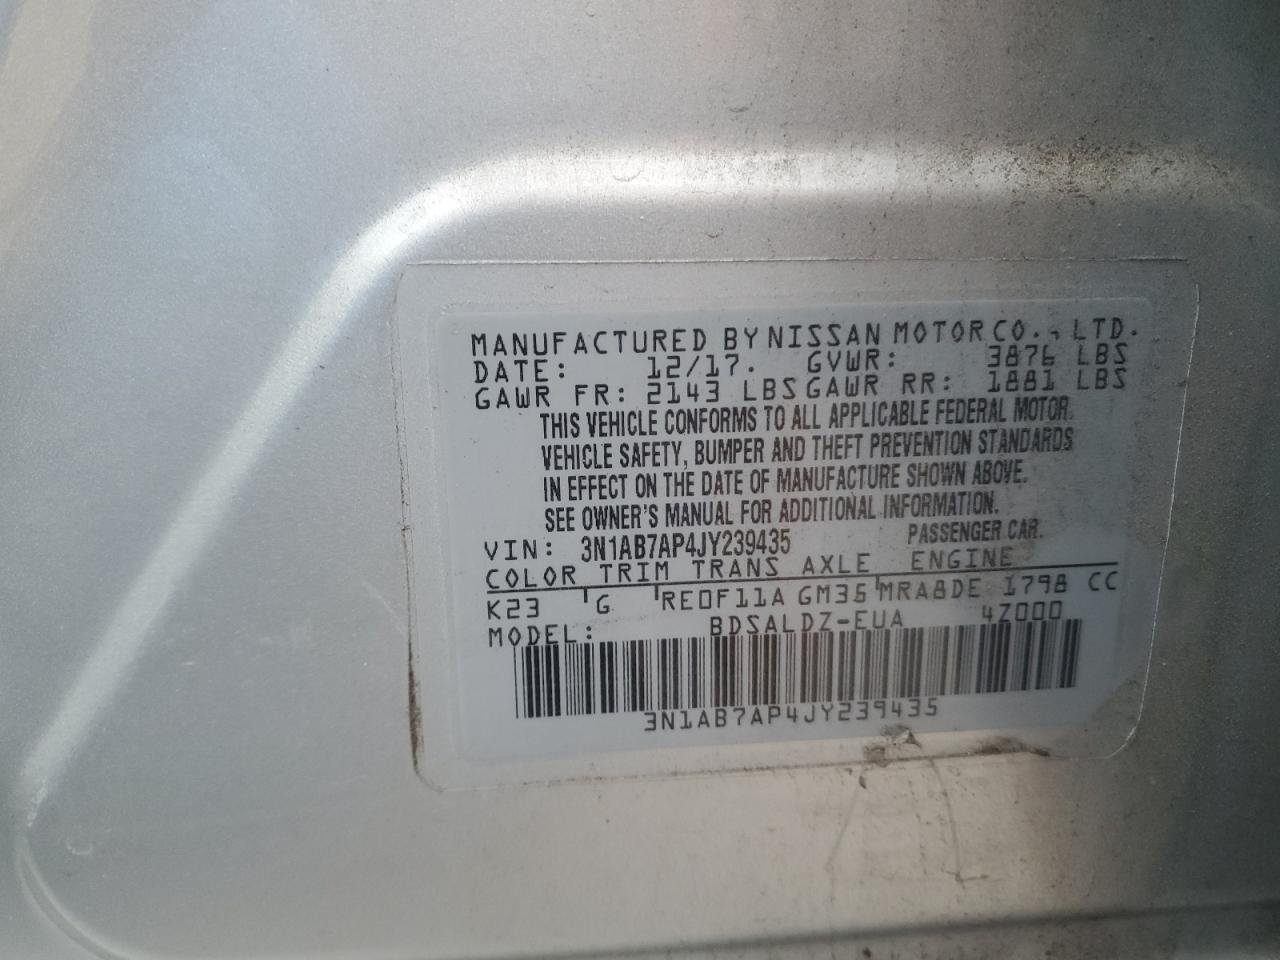 MANUFACTURED BY NISSAN MOTOR CO., LTD.
DATE: 12/17. GVWR: 3876 LBS
GAWR FR: 2143 LBS GAWR RR: 1881 LBS
THIS VEHICLE CONFORMS TO ALL APPLICABLE FEDERAL MOTOR
VEHICLE SAFETY, BUMPER AND THEFT PREVENTION STANDARDS
IN EFFECT ON THE DATE OF MANUFACTURE SHOWN ABOVE.
SEE OWNER'S MANUAL FOR ADDITIONAL INFORMATION.
VIN: 3N1AB7AP4JY239435 PASSENGER CAR.
COLOR TRIM TRANS AXLE ENGINE
K23 G RE0F11A GM35 MRA8DE 1798 CC
MODEL: BDSALDZ-EUA 4Z000
3N1AB7AP4JY239435